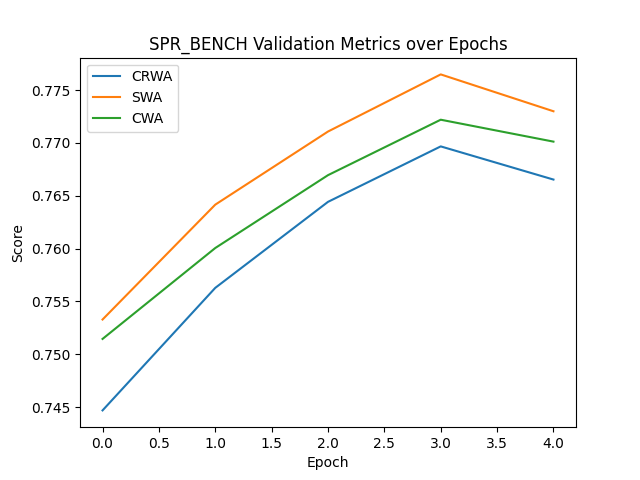 SPR_BENCH Validation Metrics over Epochs
CRWA
SWA
CWA
0.775
0.770
0.765
0.760
0.755
0.750
0.745
Score
0.0 0.5 1.0 1.5 2.0 2.5 3.0 3.5 4.0
Epoch